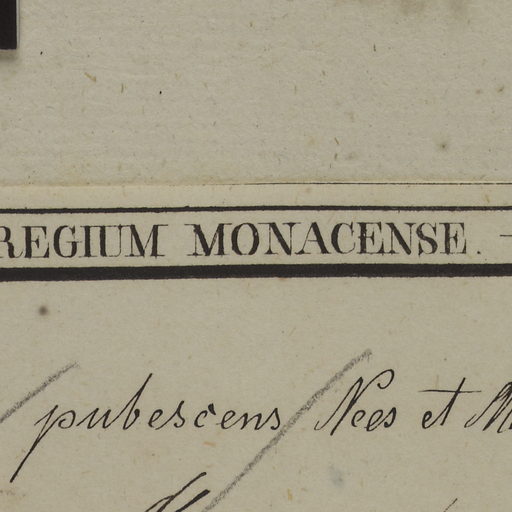 REGIUM MONACENSE. —
pubescens Nees et M